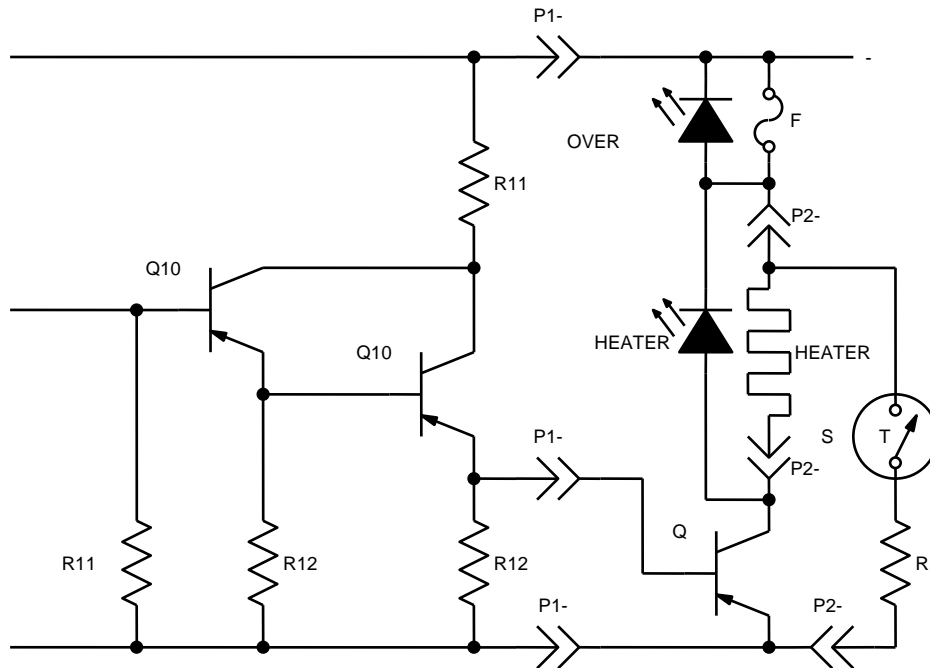 P1-
-
F
OVER
R11
P2-
Q10
Q10
HEATER
HEATER
P1-
S
T
P2-
Q
R11
R12
R12
R
P1-
P2-